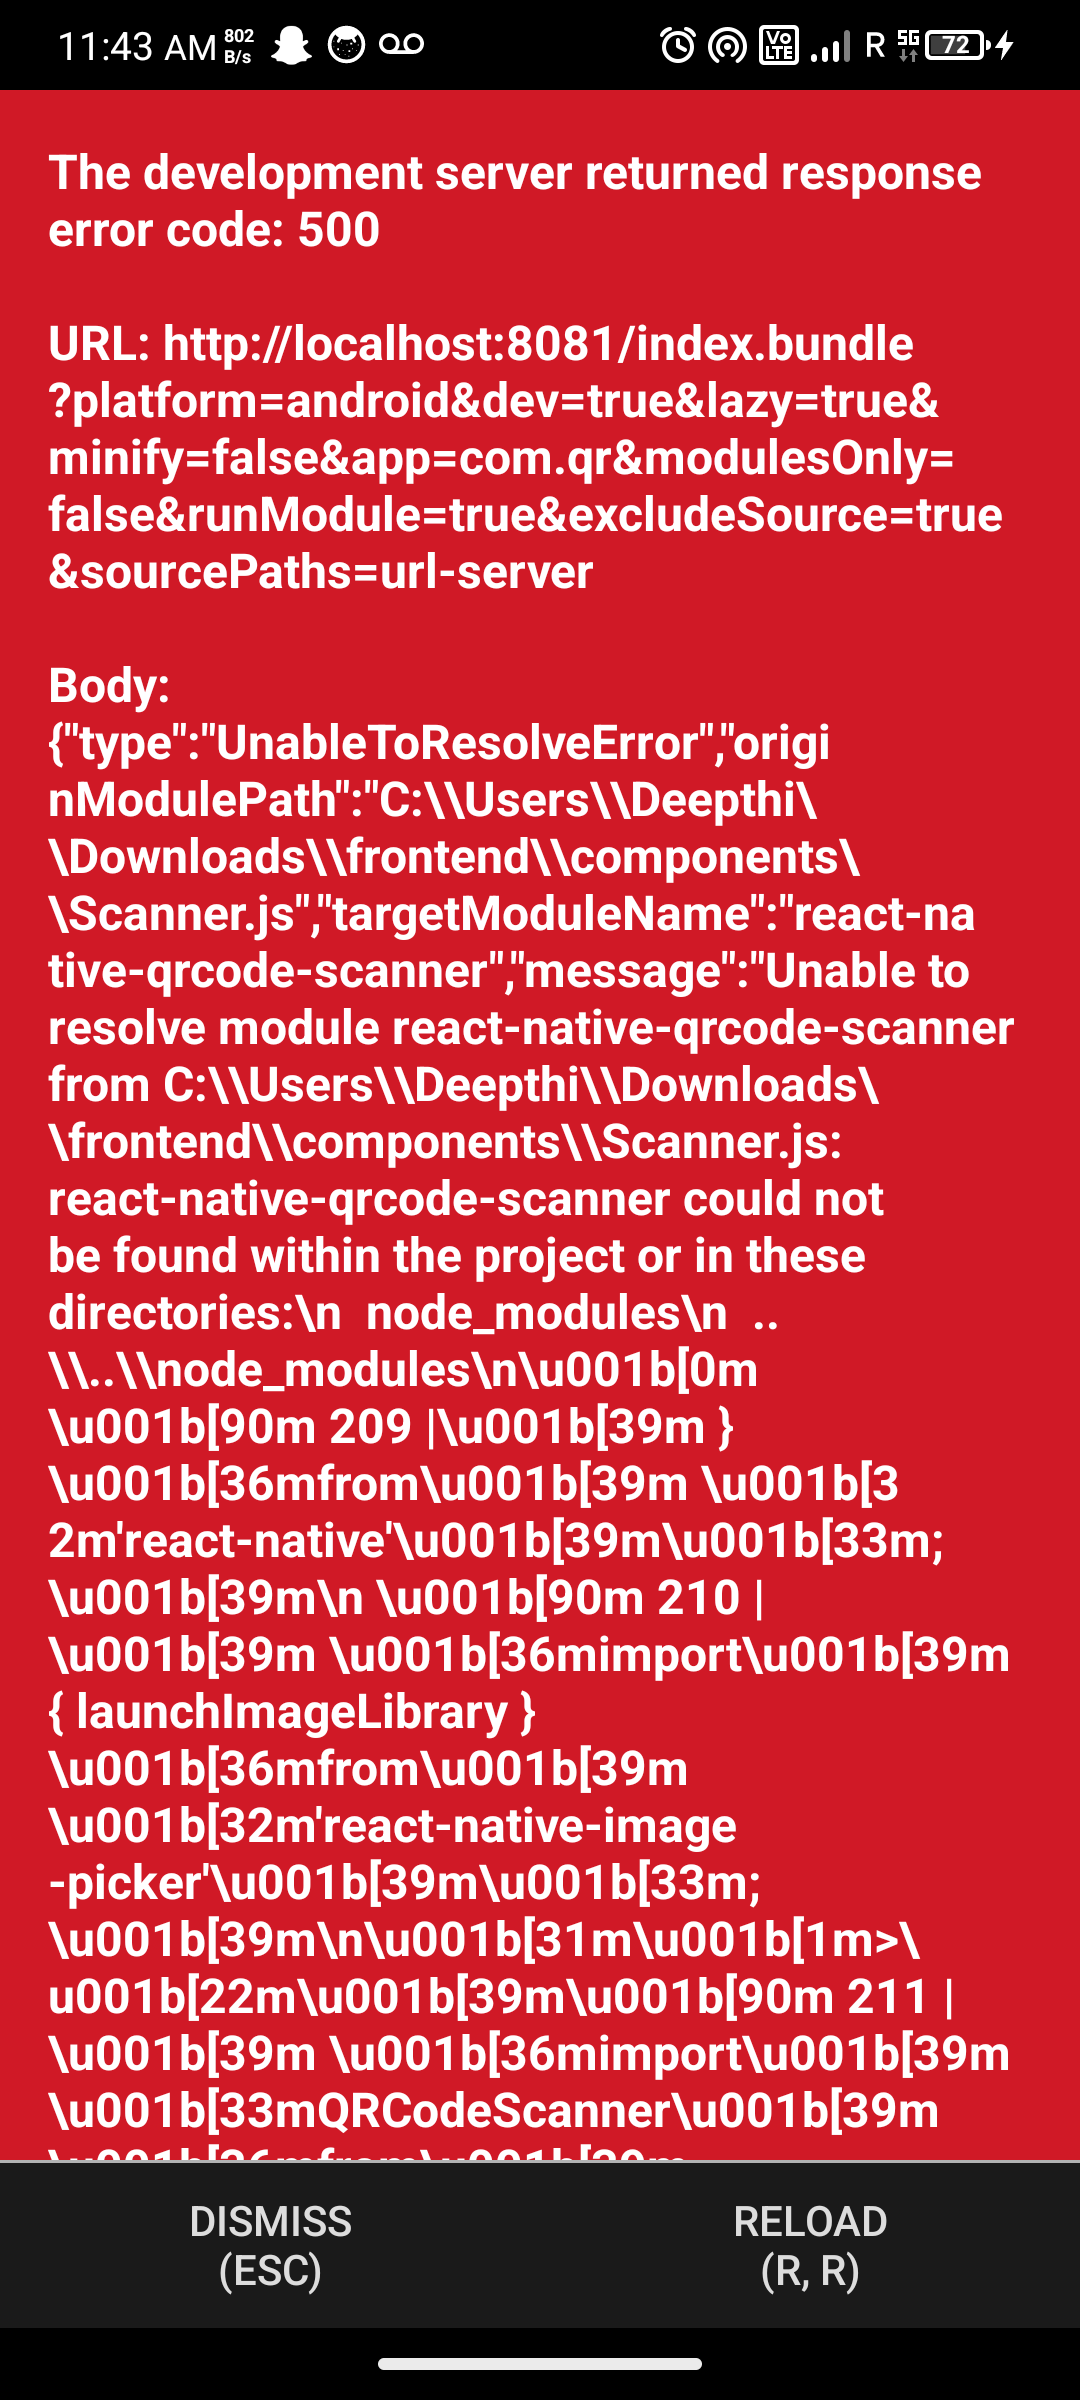 11:43 AM 802 B/s VoLTE R 5G 72
The development server returned response
error code: 500
URL: http://localhost:8081/index.bundle
?platform=android&dev=true&lazy=true&
minify=false&app=com.qr&modulesOnly=
false&runModule=true&excludeSource=true
&sourcePaths=url-server
Body:
{"type":"UnableToResolveError","origi
nModulePath":"C:\\Users\\Deepthi\
\Downloads\\frontend\\components\
\Scanner.js","targetModuleName":"react-na
tive-qrcode-scanner","message":"Unable to
resolve module react-native-qrcode-scanner
from C:\\Users\\Deepthi\\Downloads\
\frontend\\components\\Scanner.js:
react-native-qrcode-scanner could not
be found within the project or in these
directories:\n  node_modules\n  ..
\\..\\node_modules\n\u001b[0m
\u001b[90m 209 |\u001b[39m }
\u001b[36mfrom\u001b[39m \u001b[3
2m'react-native'\u001b[39m\u001b[33m;
\u001b[39m\n \u001b[90m 210 |
\u001b[39m \u001b[36mimport\u001b[39m
{ launchImageLibrary }
\u001b[36mfrom\u001b[39m
\u001b[32m'react-native-image
-picker'\u001b[39m\u001b[33m;
\u001b[39m\n\u001b[31m\u001b[1m>\
u001b[22m\u001b[39m\u001b[90m 211 |
\u001b[39m \u001b[36mimport\u001b[39m
\u001b[33mQRCodeScanner\u001b[39m
\u001b[36mfrom\u001b[39m
DISMISS
(ESC)
RELOAD
(R, R)